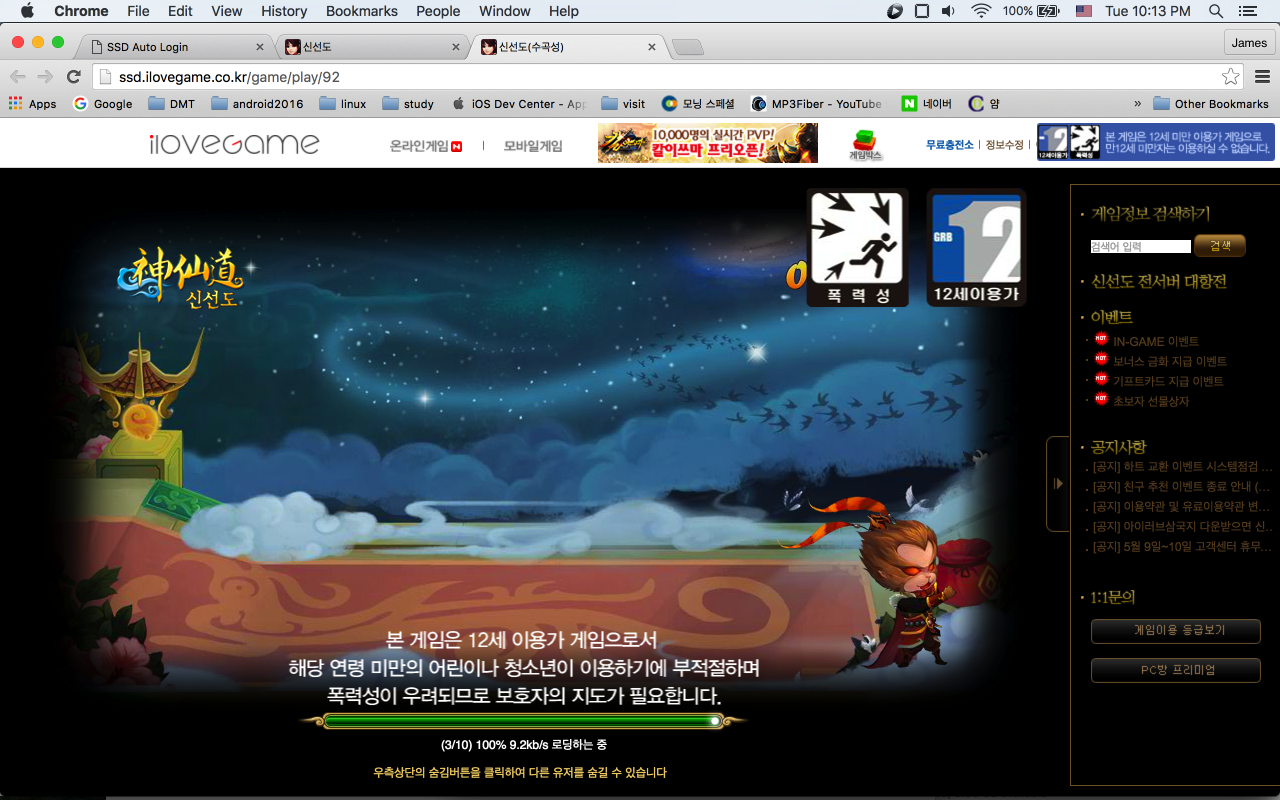 Chrome File Edit View History Bookmarks People Window Help 100% Tue 10:13 PM
SSD Auto Login 신선도 신선도(수곡성) James
ssd.ilovegame.co.kr/game/play/92
Apps Google DMT android2016 linux study iOS Dev Center - App visit 모닝 스페셜 MP3Fiber - YouTube N 네이버 얌 » Other Bookmarks
ilovegame 온라인게임 N 모바일게임
10,000명의 실시간 PVP!
칼이쓰마 프리오픈!
게임박스
무료충전소 | 정보수정 |
12세이용가 폭력성
본 게임은 12세 미만 이용가 게임으로
만12세 미만자는 이용하실 수 없습니다.
神仙道
신선도
폭력성
GRB 12
12세이용가
게임정보 검색하기
검색어 입력 검색
신선도 전서버 대항전
이벤트
HOT IN-GAME 이벤트
HOT 보너스 금화 지급 이벤트
HOT 기프트카드 지급 이벤트
HOT 초보자 선물상자
공지사항
[공지] 하트 교환 이벤트 시스템점검 ...
[공지] 친구 추천 이벤트 종료 안내 (...
[공지] 이용약관 및 유료이용약관 변...
[공지] 아이러브삼국지 다운받으면 신...
[공지] 5월 9일~10일 고객센터 휴무...
1:1문의
게임이용 등급보기
PC방 프리미엄
본 게임은 12세 이용가 게임으로서
해당 연령 미만의 어린이나 청소년이 이용하기에 부적절하며
폭력성이 우려되므로 보호자의 지도가 필요합니다.
(3/10) 100% 9.2kb/s 로딩하는 중
우측상단의 숨김버튼을 클릭하여 다른 유저를 숨길 수 있습니다